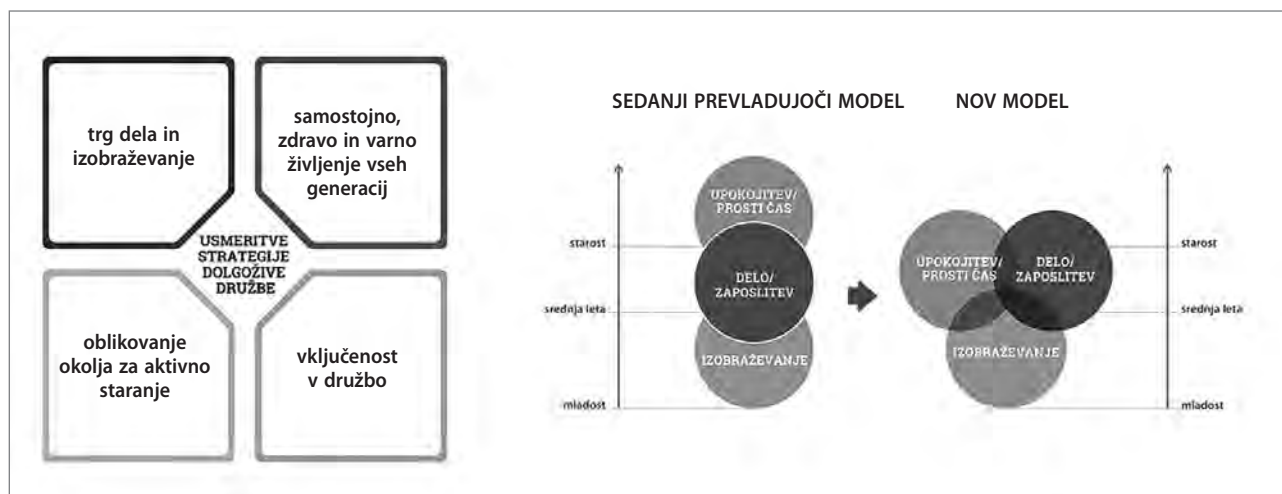 trg dela in
izobraževanje
samostojno,
zdravo in varno
življenje vseh
generacij
USMERITVE
STRATEGIJE
DOLGOŽIVE
DRUŽBE
oblikovanje
okolja za aktivno
staranje
vključenost
v družbo
SEDANJI PREVLADUJOČI MODEL
UPOKOJITEV/
PROSTI ČAS
starost
DELO/
ZAPOSLITEV
srednja leta
IZOBRAŽEVANJE
mladost
NOV MODEL
UPOKOJITEV/
PROSTI ČAS
DELO/
ZAPOSLITEV
starost
srednja leta
IZOBRAŽEVANJE
mladost